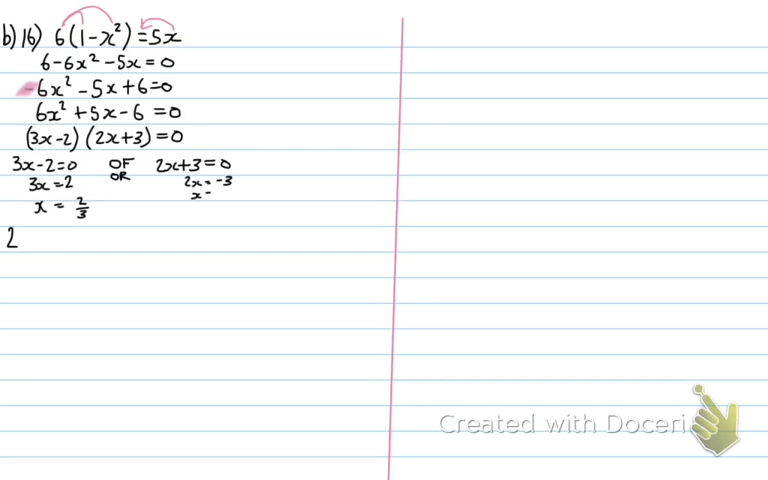 b) 16) 6(1-x²) = 5x
6-6x²-5x=0
-6x²-5x+6=0
6x²+5x-6=0
(3x-2)(2x+3)=0
3x-2=0 OF 2x+3=0
3x=2 OR 2x=-3
x = 2/3 x=
2
Created with Doceri